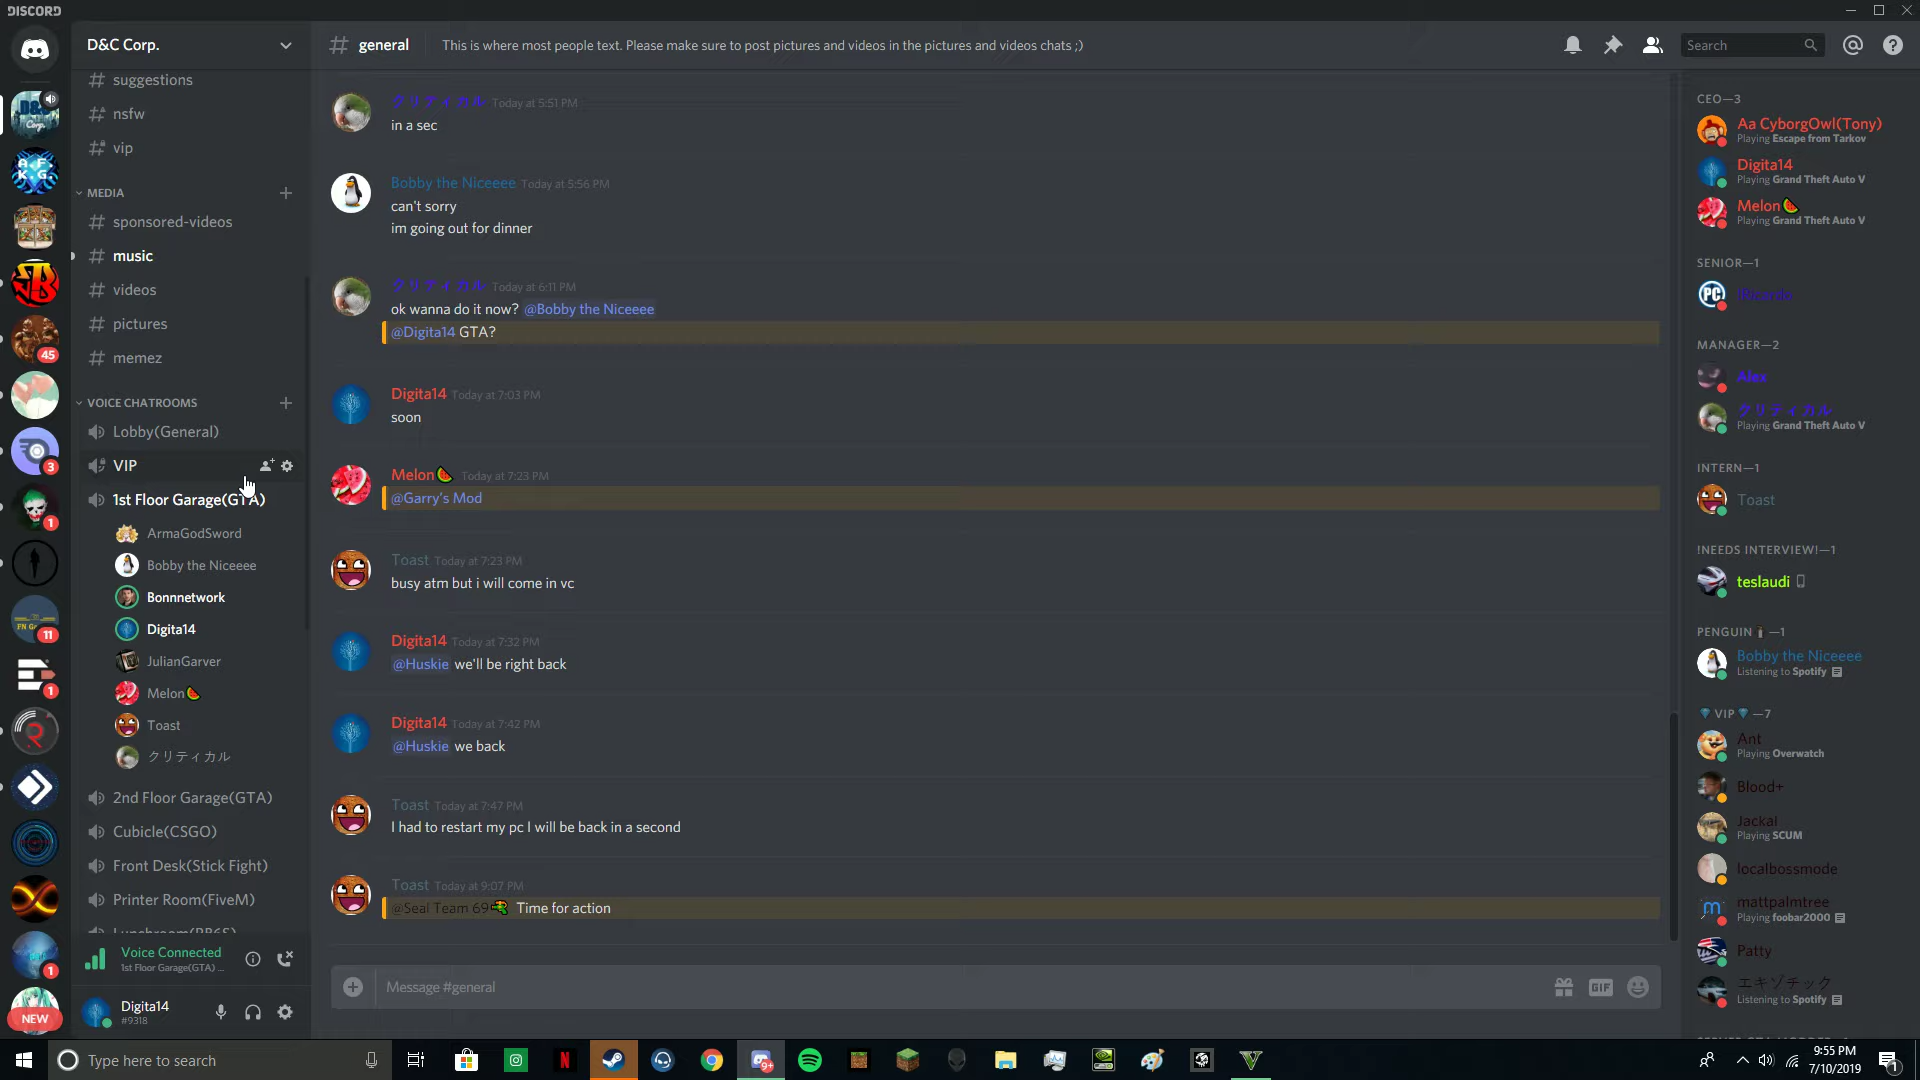 DISCORD
D&C Corp.
general
This is where most people text. Please make sure to post pictures and videos in the pictures and videos chats ;)
Search
suggestions
nsfw
vip
MEDIA
sponsored-videos
music
videos
pictures
memez
VOICE CHATROOMS
Lobby(General)
VIP
1st Floor Garage(GTA)
ArmaGodSword
Bobby the Niceeee
Bonnnetwork
Digita14
JulianGarver
Melon🍉
Toast
クリティカル
2nd Floor Garage(GTA)
Cubicle(CSGO)
Front Desk(Stick Fight)
Printer Room(FiveM)
Voice Connected
1st Floor Garage(GTA) ...
Digita14
#9318
45
3
1
11
1
1
NEW
クリティカル Today at 5:51 PM
in a sec
Bobby the Niceeee Today at 5:56 PM
can't sorry
im going out for dinner
クリティカル Today at 6:11 PM
ok wanna do it now? @Bobby the Niceeee
@Digita14 GTA?
Digita14 Today at 7:03 PM
soon
Melon🍉 Today at 7:23 PM
@Garry's Mod
Toast Today at 7:23 PM
busy atm but i will come in vc
Digita14 Today at 7:32 PM
@Huskie we'll be right back
Digita14 Today at 7:42 PM
@Huskie we back
Toast Today at 7:47 PM
I had to restart my pc I will be back in a second
Toast Today at 9:07 PM
@Seal Team 69🔫 Time for action
Message #general
GIF
CEO—3
Aa CyborgOwl(Tony)
Playing Escape from Tarkov
Digita14
Playing Grand Theft Auto V
Melon🍉
Playing Grand Theft Auto V
SENIOR—1
!Ricardo
MANAGER—2
Alex
クリティカル
Playing Grand Theft Auto V
INTERN—1
Toast
!NEEDS INTERVIEW!—1
teslaudi
PENGUIN —1
Bobby the Niceeee
Listening to Spotify
💎VIP💎—7
Ant
Playing Overwatch
Blood+
Jackal
Playing SCUM
localbossmode
mattpalmtree
Playing foobar2000
Patty
エキゾチック
Listening to Spotify
Type here to search
9+
9:55 PM
7/10/2019
1